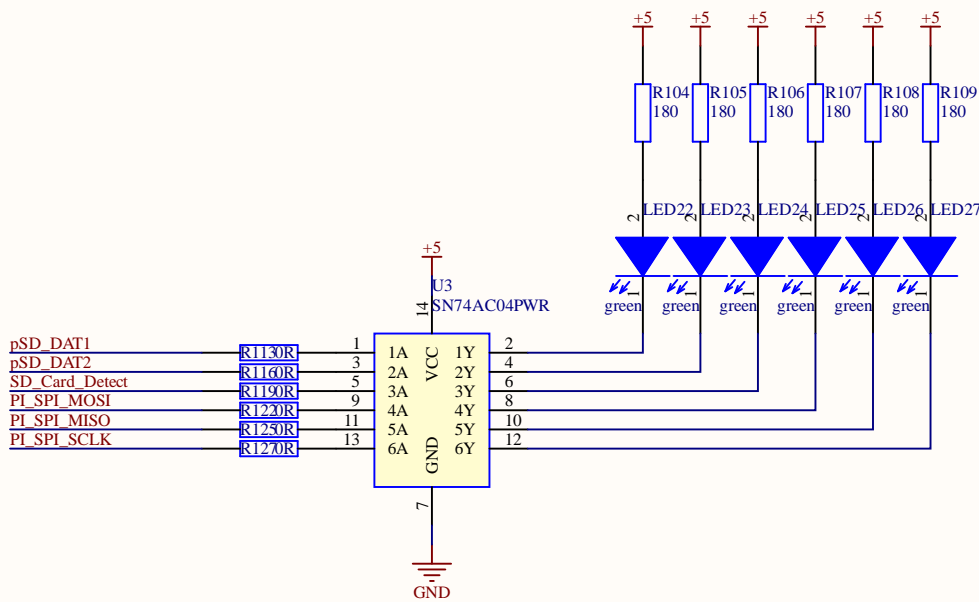 +5 +5 +5 +5 +5 +5
R104 R105 R106 R107 R108 R109
180 180 180 180 180 180
2 LED22 2 LED23 2 LED24 2 LED25 2 LED26 2 LED27
1 1 1 1 1 1
green green green green green green
+5
U3
14 SN74AC04PWR
pSD_DAT1 R113 0R 1 1A VCC 1Y 2
pSD_DAT2 R116 0R 3 2A 2Y 4
SD_Card_Detect R119 0R 5 3A 3Y 6
PI_SPI_MOSI R122 0R 9 4A 4Y 8
PI_SPI_MISO R125 0R 11 5A GND 5Y 10
PI_SPI_SCLK R127 0R 13 6A 6Y 12
7
GND